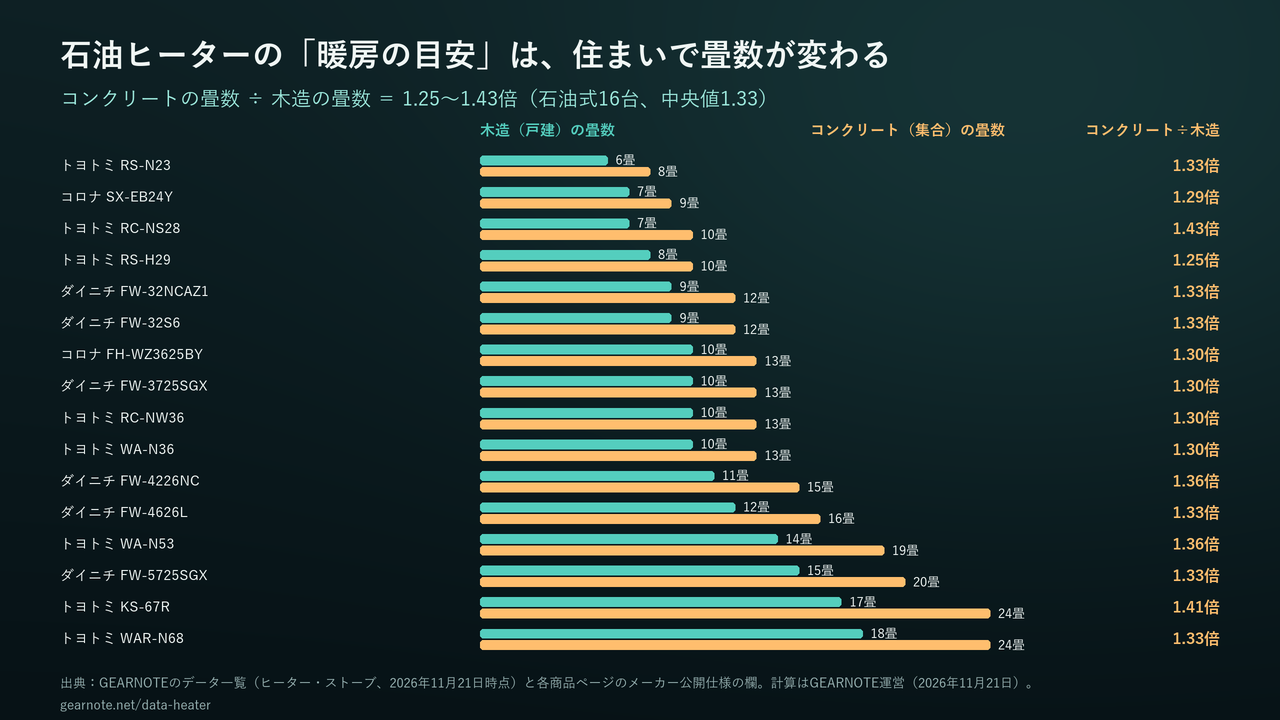 石油ヒーターの「暖房の目安」は、住まいで畳数が変わる
コンクリートの畳数 ÷ 木造の畳数 ＝ 1.25〜1.43倍（石油式16台、中央値1.33）
木造（戸建）の畳数 コンクリート（集合）の畳数 コンクリート÷木造
トヨトミ RS-N23 6畳 8畳 1.33倍
コロナ SX-EB24Y 7畳 9畳 1.29倍
トヨトミ RC-NS28 7畳 10畳 1.43倍
トヨトミ RS-H29 8畳 10畳 1.25倍
ダイニチ FW-32NCAZ1 9畳 12畳 1.33倍
ダイニチ FW-32S6 9畳 12畳 1.33倍
コロナ FH-WZ3625BY 10畳 13畳 1.30倍
ダイニチ FW-3725SGX 10畳 13畳 1.30倍
トヨトミ RC-NW36 10畳 13畳 1.30倍
トヨトミ WA-N36 10畳 13畳 1.30倍
ダイニチ FW-4226NC 11畳 15畳 1.36倍
ダイニチ FW-4626L 12畳 16畳 1.33倍
トヨトミ WA-N53 14畳 19畳 1.36倍
ダイニチ FW-5725SGX 15畳 20畳 1.33倍
トヨトミ KS-67R 17畳 24畳 1.41倍
トヨトミ WAR-N68 18畳 24畳 1.33倍
出典：GEARNOTEのデータ一覧（ヒーター・ストーブ、2026年11月21日時点）と各商品ページのメーカー公開仕様の欄。計算はGEARNOTE運営（2026年11月21日）。
gearnote.net/data-heater